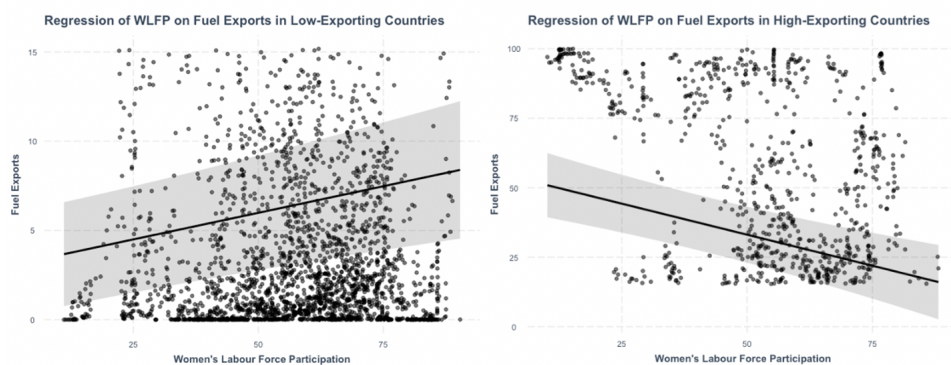 Regression of WLFP on Fuel Exports in Low-Exporting Countries
15
10
5
0
Fuel Exports
25
50
75
Women's Labour Force Participation
Regression of WLFP on Fuel Exports in High-Exporting Countries
100
75
50
25
0
Fuel Exports
25
50
75
Women's Labour Force Participation